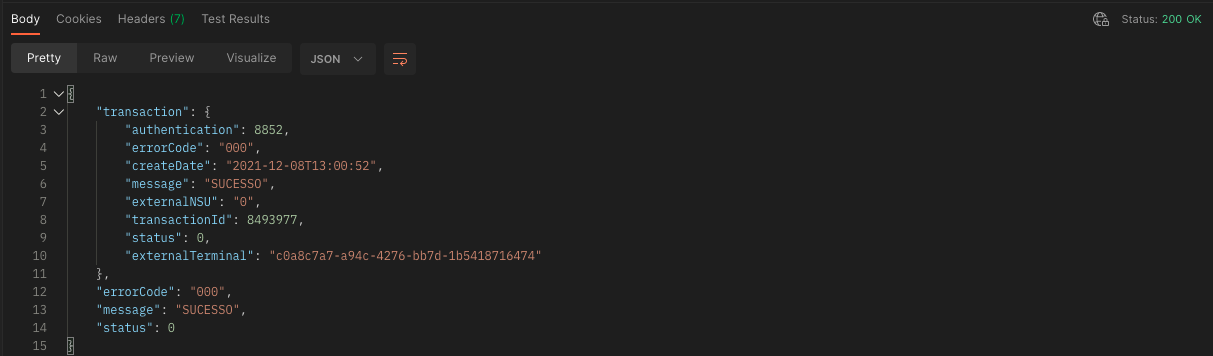 Body Cookies Headers (7) Test Results Status: 200 OK
Pretty Raw Preview Visualize JSON
1 {
2 "transaction": {
3 "authentication": 8852,
4 "errorCode": "000",
5 "createDate": "2021-12-08T13:00:52",
6 "message": "SUCESSO",
7 "externalNSU": "0",
8 "transactionId": 8493977,
9 "status": 0,
10 "externalTerminal": "c0a8c7a7-a94c-4276-bb7d-1b5418716474"
11 },
12 "errorCode": "000",
13 "message": "SUCESSO",
14 "status": 0
15 }